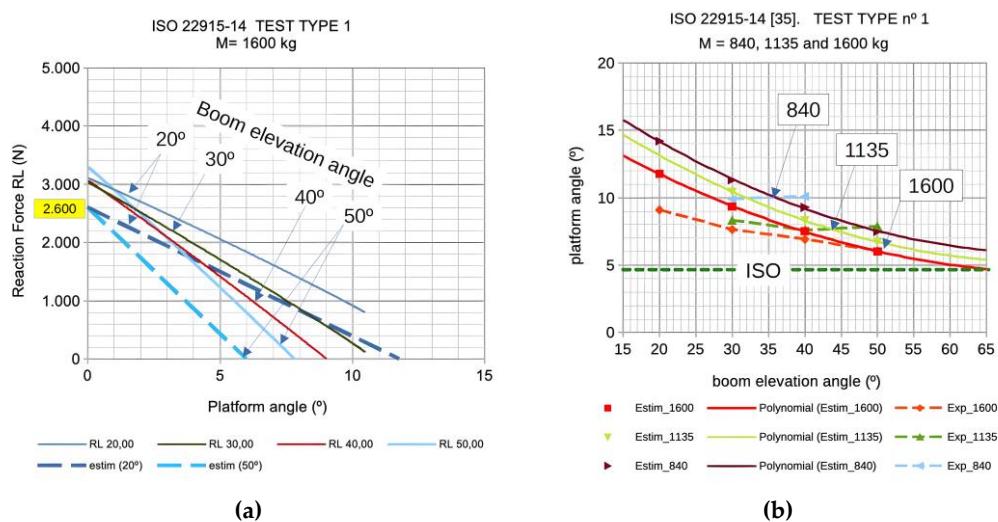 ISO 22915-14 TEST TYPE 1
M= 1600 kg
5.000
4.000
3.000
2.600
2.000
1.000
0
Reaction Force RL (N)
Boom elevation angle
20º
30º
40º
50º
0
5
10
15
Platform angle (º)
RL 20,00
RL 30,00
RL 40,00
RL 50,00
estim (20º)
estim (50º)
(a)
ISO 22915-14 [35]. TEST TYPE nº 1
M = 840, 1135 and 1600 kg
20
15
10
5
0
platform angle (º)
840
1135
1600
ISO
15
20
25
30
35
40
45
50
55
60
65
boom elevation angle (º)
Estim_1600
Polynomial (Estim_1600)
Exp_1600
Estim_1135
Polynomial (Estim_1135)
Exp_1135
Estim_840
Polynomial (Estim_840)
Exp_840
(b)